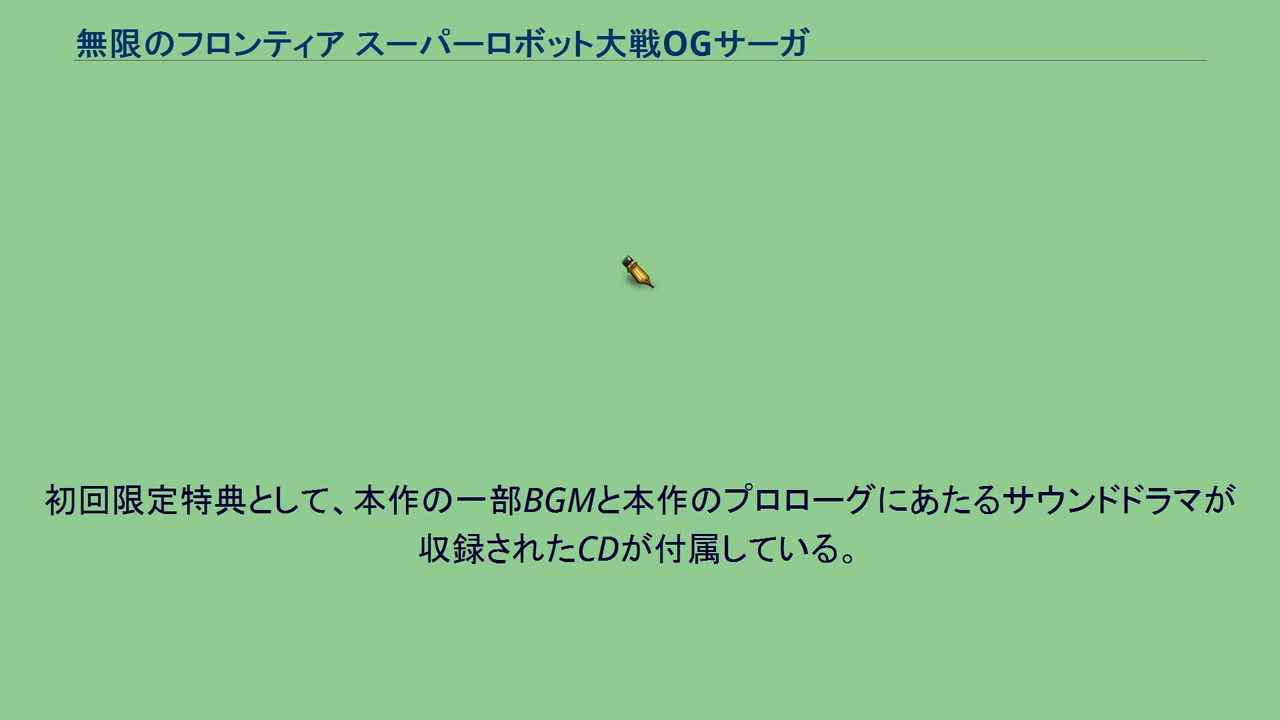 無限のフロンティア スーパーロボット大戦OGサーガ
初回限定特典として、本作の一部BGMと本作のプロローグにあたるサウンドドラマが
収録されたCDが付属している。